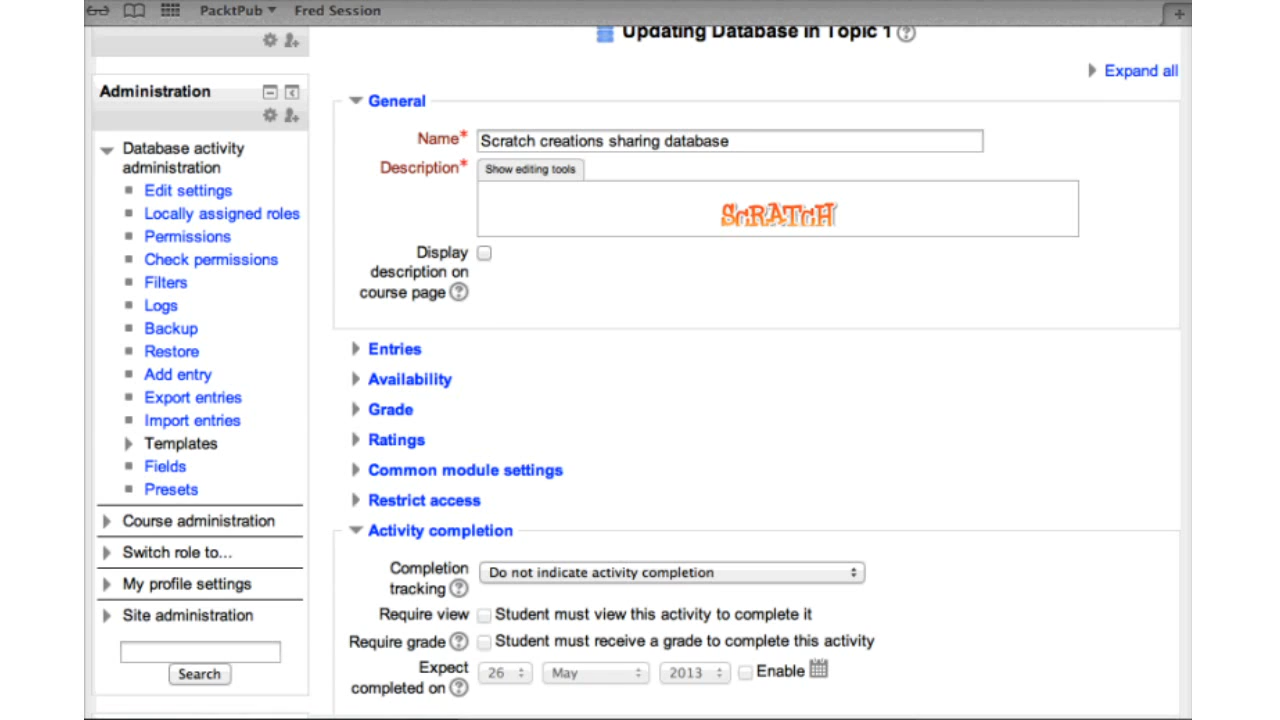 PacktPub Fred Session
Updating Database in Topic 1
Expand all
Administration
Database activity
administration
Edit settings
Locally assigned roles
Permissions
Check permissions
Filters
Logs
Backup
Restore
Add entry
Export entries
Import entries
Templates
Fields
Presets
Course administration
Switch role to...
My profile settings
Site administration
Search
General
Name*
Scratch creations sharing database
Description*
Show editing tools
SCRATCH
Display
description on
course page
Entries
Availability
Grade
Ratings
Common module settings
Restrict access
Activity completion
Completion
tracking
Do not indicate activity completion
Require view Student must view this activity to complete it
Require grade Student must receive a grade to complete this activity
Expect
completed on
26 May 2013 Enable